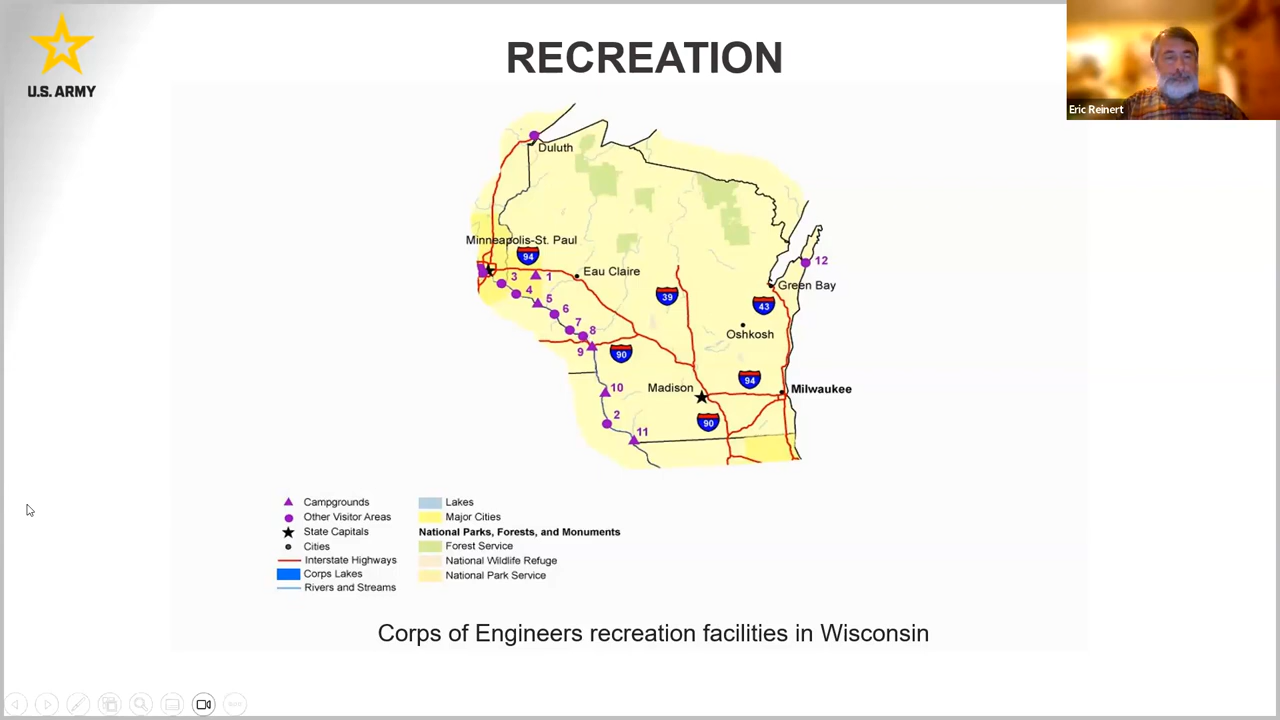 RECREATION
U.S. ARMY
Eric Reinert
Duluth
Minneapolis-St. Paul
94
Eau Claire
12
3
1
4
5
Green Bay
39
43
6
7
8
Oshkosh
9
90
94
10
Madison
Milwaukee
2
90
11
Campgrounds
Other Visitor Areas
State Capitals
Cities
Interstate Highways
Corps Lakes
Rivers and Streams
Lakes
Major Cities
National Parks, Forests, and Monuments
Forest Service
National Wildlife Refuge
National Park Service
Corps of Engineers recreation facilities in Wisconsin